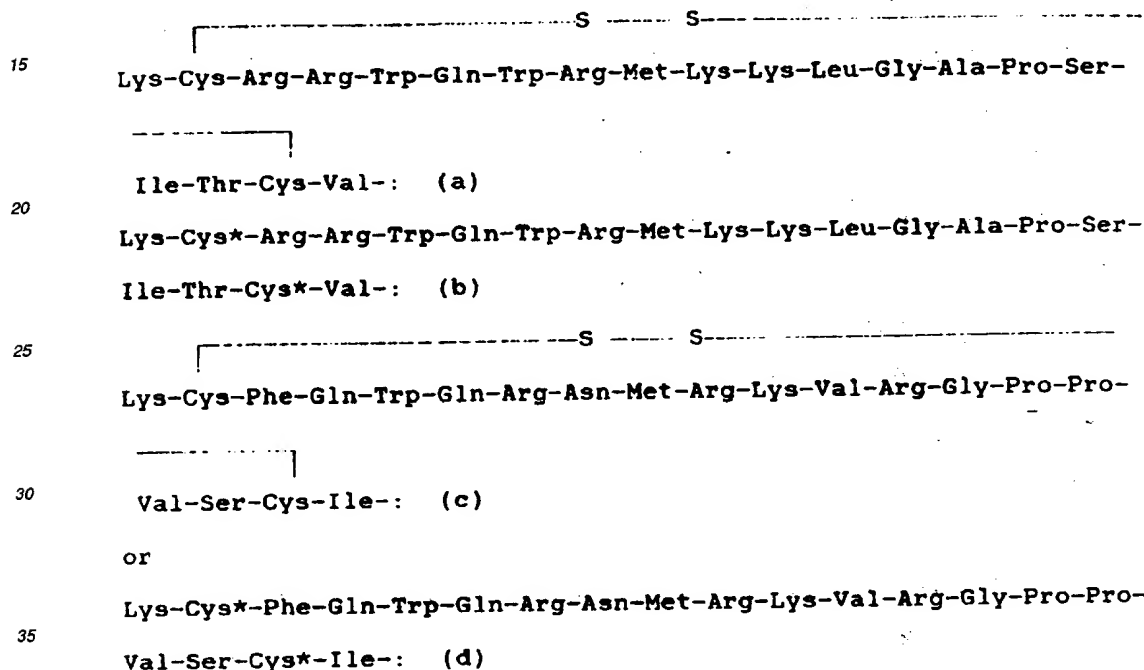 S S
15 Lys-Cys-Arg-Arg-Trp-Gln-Trp-Arg-Met-Lys-Lys-Leu-Gly-Ala-Pro-Ser-
Ile-Thr-Cys-Val-: (a)
20
Lys-Cys*-Arg-Arg-Trp-Gln-Trp-Arg-Met-Lys-Lys-Leu-Gly-Ala-Pro-Ser-
Ile-Thr-Cys*-Val-: (b)
25 S S
Lys-Cys-Phe-Gln-Trp-Gln-Arg-Asn-Met-Arg-Lys-Val-Arg-Gly-Pro-Pro-
30 Val-Ser-Cys-Ile-: (c)
or
Lys-Cys*-Phe-Gln-Trp-Gln-Arg-Asn-Met-Arg-Lys-Val-Arg-Gly-Pro-Pro-
35
Val-Ser-Cys*-Ile-: (d)